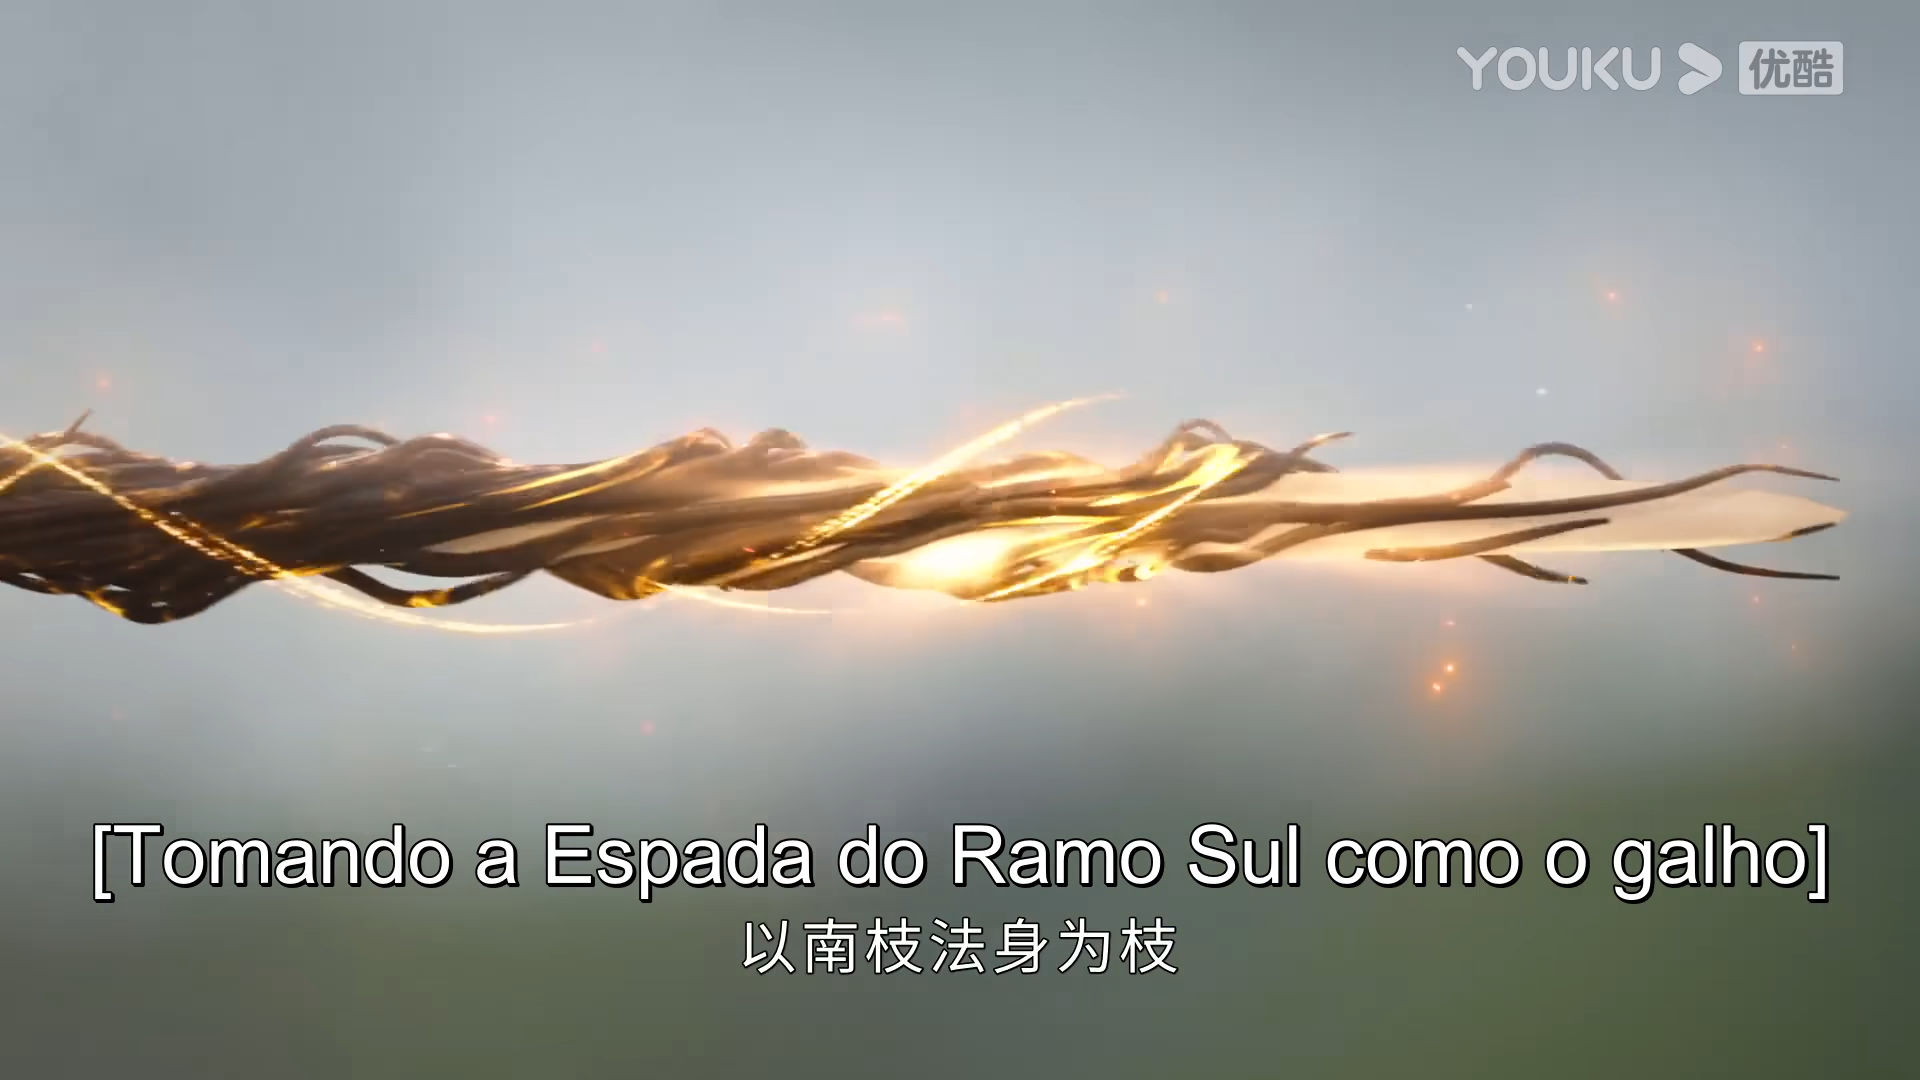 YOUKU 优酷
[Tomando a Espada do Ramo Sul como o galho]
以南枝法身为枝